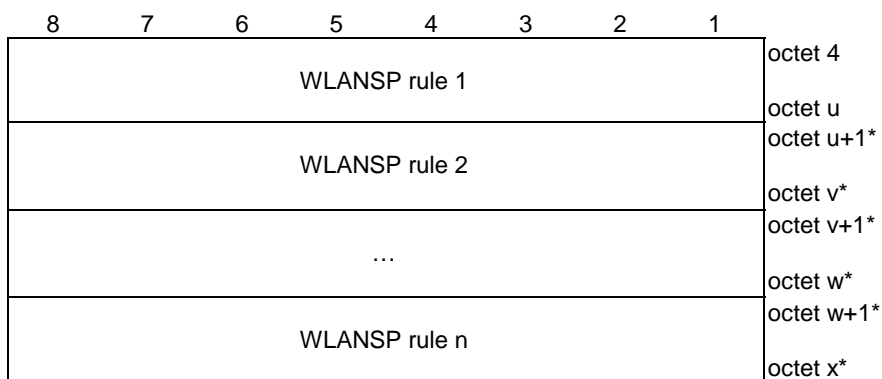 8 7 6 5 4 3 2 1
octet 4
WLANSP rule 1
octet u
octet u+1*
WLANSP rule 2
octet v*
octet v+1*
…
octet w*
octet w+1*
WLANSP rule n
octet x*